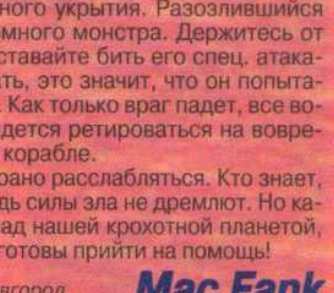 ного укрытия. Разозлившийся
емного монстра. Держитесь от
ставайте бить его спец. атака-
ать, это значит, что он попыта-
. Как только враг падет, все во-
дется ретироваться на вовре-
корабле.
рано расслабляться. Кто знает,
дь силы зла не дремлют. Но ка-
ад нашей крохотной планетой,
готовы прийти на помощь!
вгород
Mac Fank